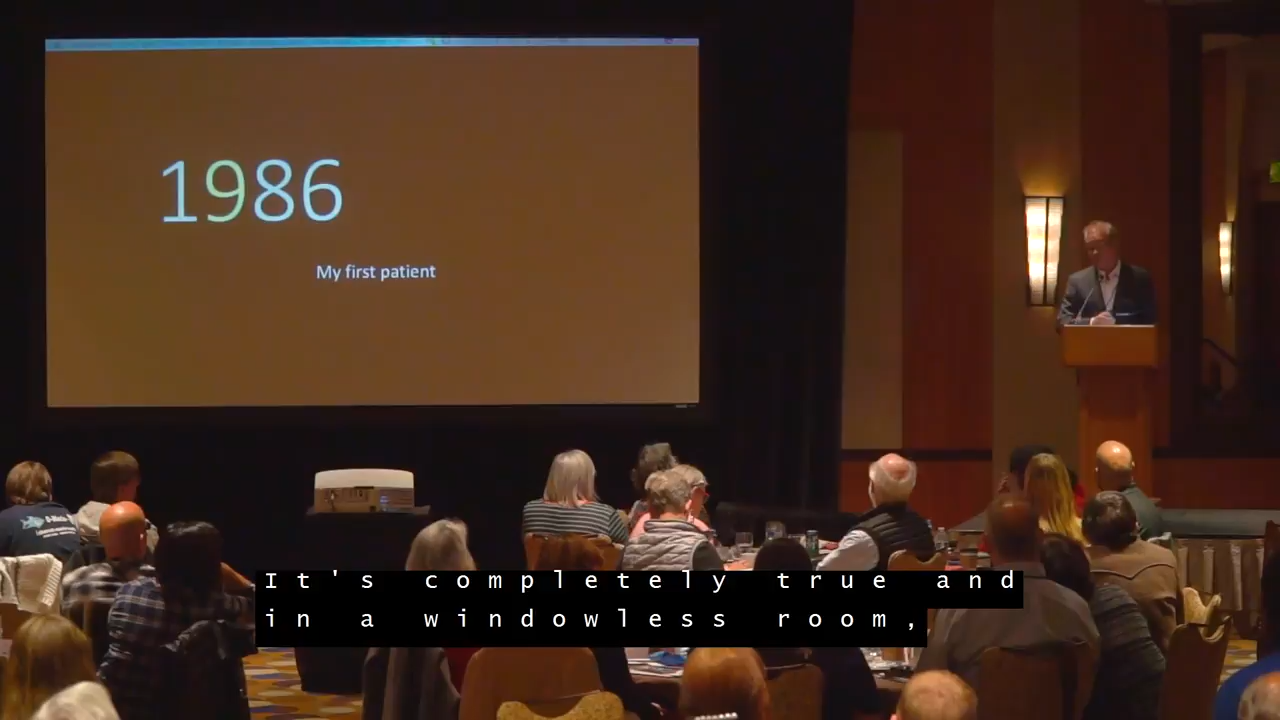 1986
My first patient
It's completely true and
in a windowless room,